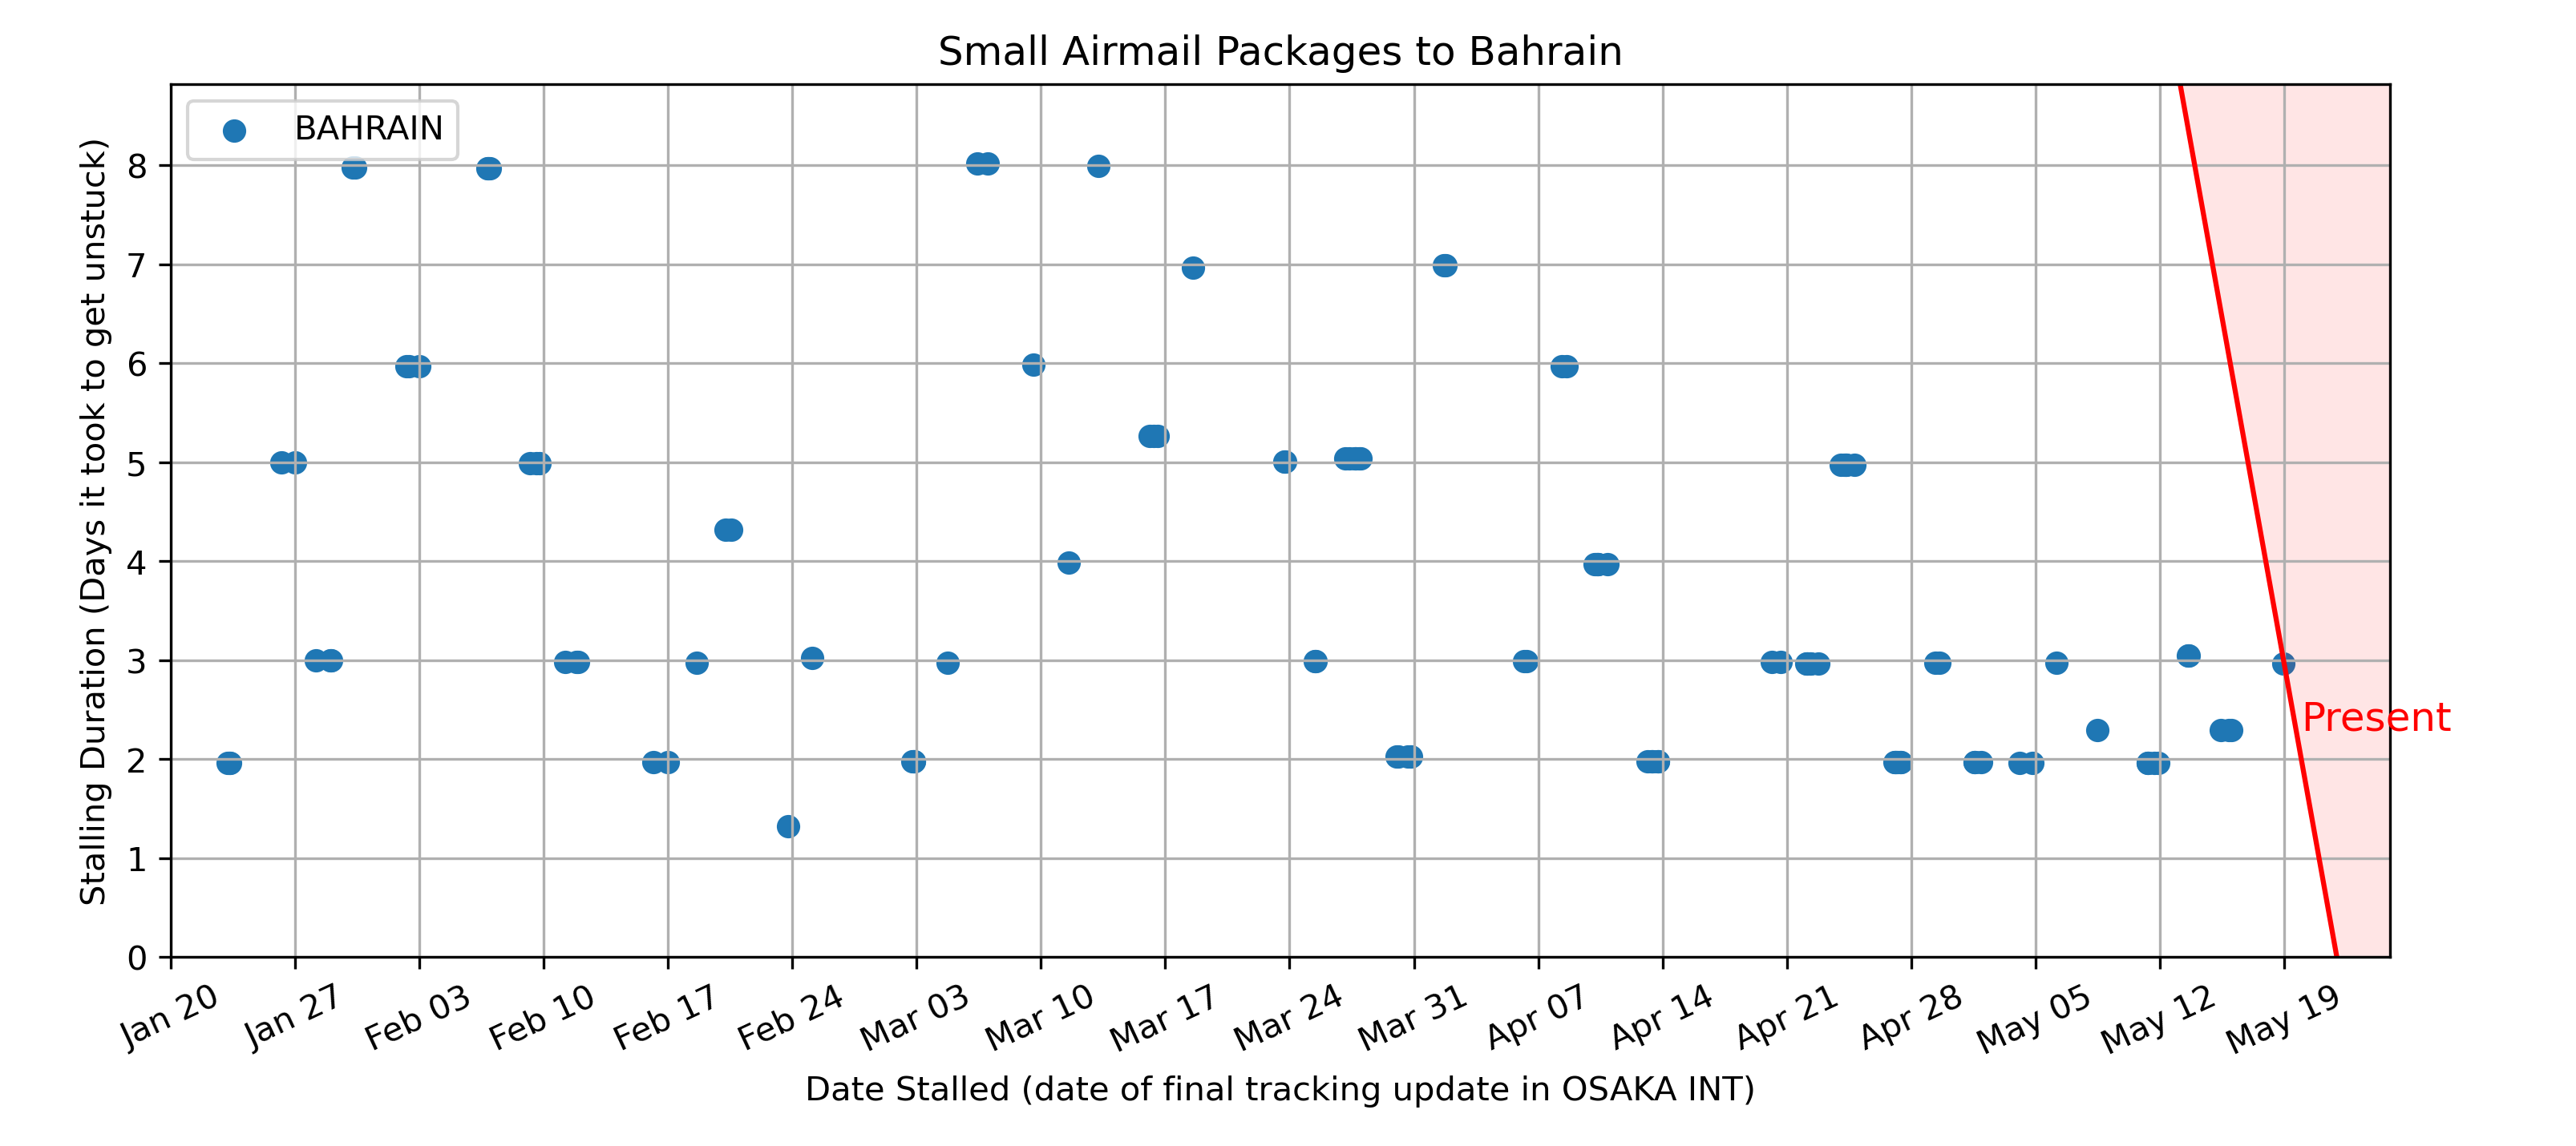 Small Airmail Packages to Bahrain
BAHRAIN
Stalling Duration (Days it took to get unstuck)
8
7
6
5
4
3
2
1
0
Present
Jan 20 Jan 27 Feb 03 Feb 10 Feb 17 Feb 24 Mar 03 Mar 10 Mar 17 Mar 24 Mar 31 Apr 07 Apr 14 Apr 21 Apr 28 May 05 May 12 May 19
Date Stalled (date of final tracking update in OSAKA INT)